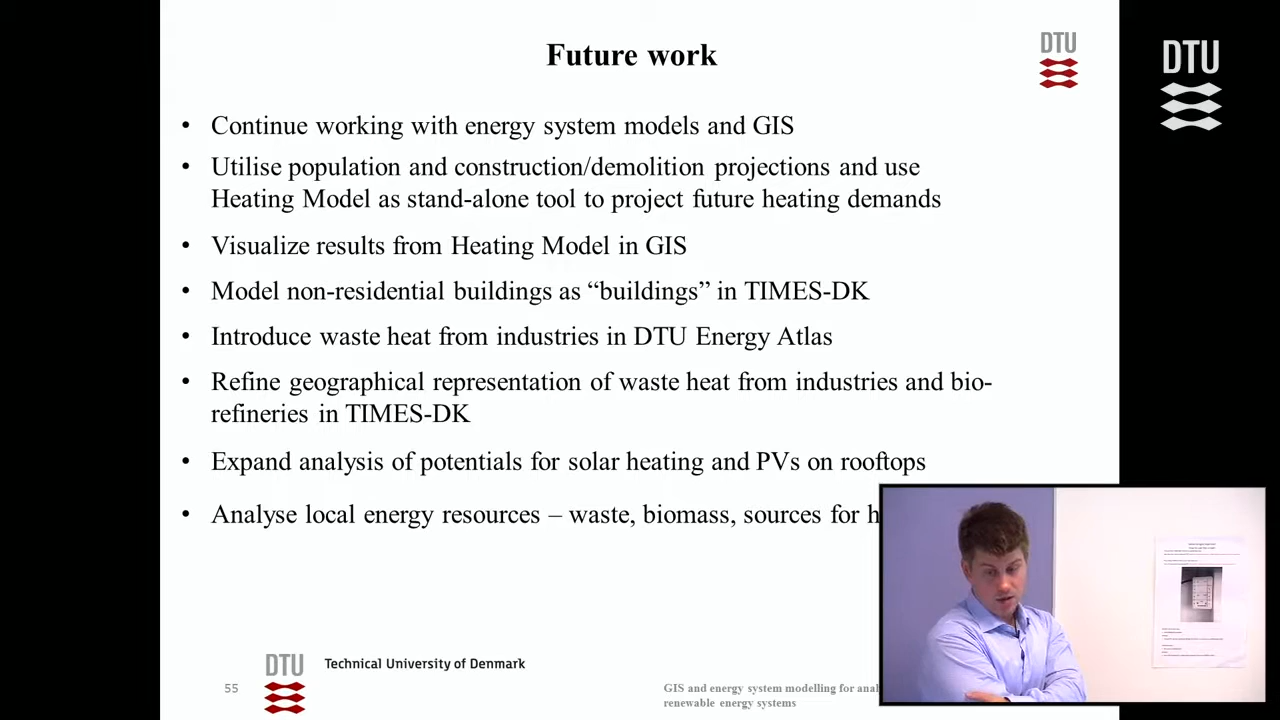 Future work
DTU
DTU
• Continue working with energy system models and GIS
• Utilise population and construction/demolition projections and use
Heating Model as stand-alone tool to project future heating demands
• Visualize results from Heating Model in GIS
• Model non-residential buildings as “buildings” in TIMES-DK
• Introduce waste heat from industries in DTU Energy Atlas
• Refine geographical representation of waste heat from industries and bio-
refineries in TIMES-DK
• Expand analysis of potentials for solar heating and PVs on rooftops
• Analyse local energy resources – waste, biomass, sources for
55
DTU
Technical University of Denmark
GIS and energy system modelling for
renewable energy systems